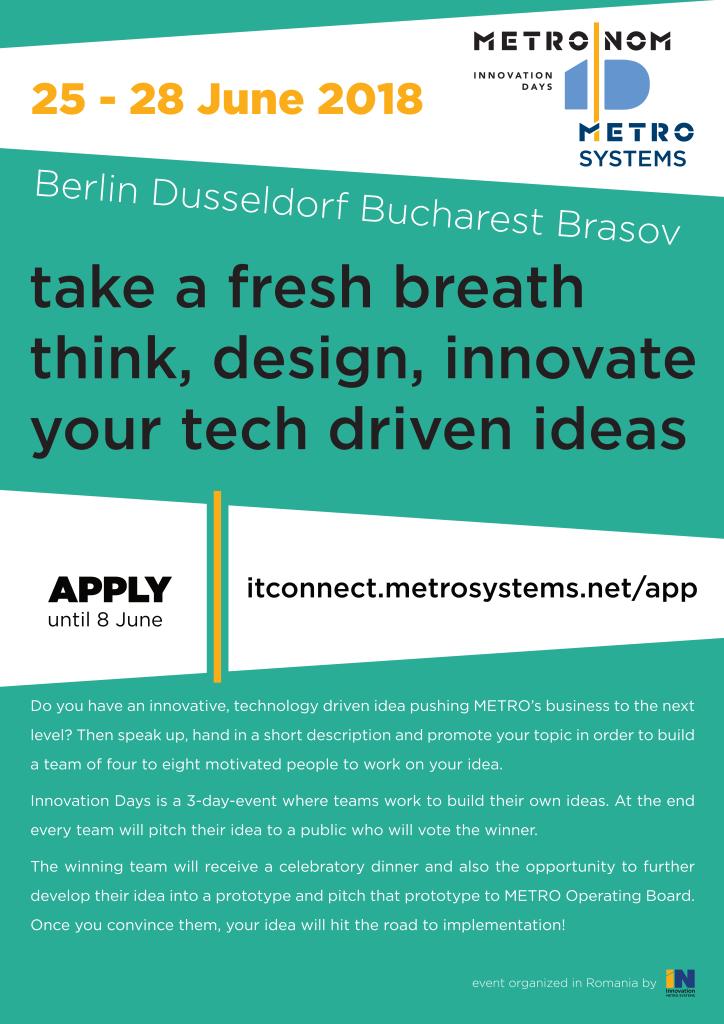 METRO NOM
INNOVATION
DAYS
ID
METRO
SYSTEMS
25 - 28 June 2018
Berlin Dusseldorf Bucharest Brasov
take a fresh breath
think, design, innovate
your tech driven ideas
APPLY
until 8 June
itconnect.metrosystems.net/app
Do you have an innovative, technology driven idea pushing METRO's business to the next
level? Then speak up, hand in a short description and promote your topic in order to build
a team of four to eight motivated people to work on your idea.
Innovation Days is a 3-day-event where teams work to build their own ideas. At the end
every team will pitch their idea to a public who will vote the winner.
The winning team will receive a celebratory dinner and also the opportunity to further
develop their idea into a prototype and pitch that prototype to METRO Operating Board.
Once you convince them, your idea will hit the road to implementation!
event organized in Romania by
iN
Innovation
METRO SYSTEMS